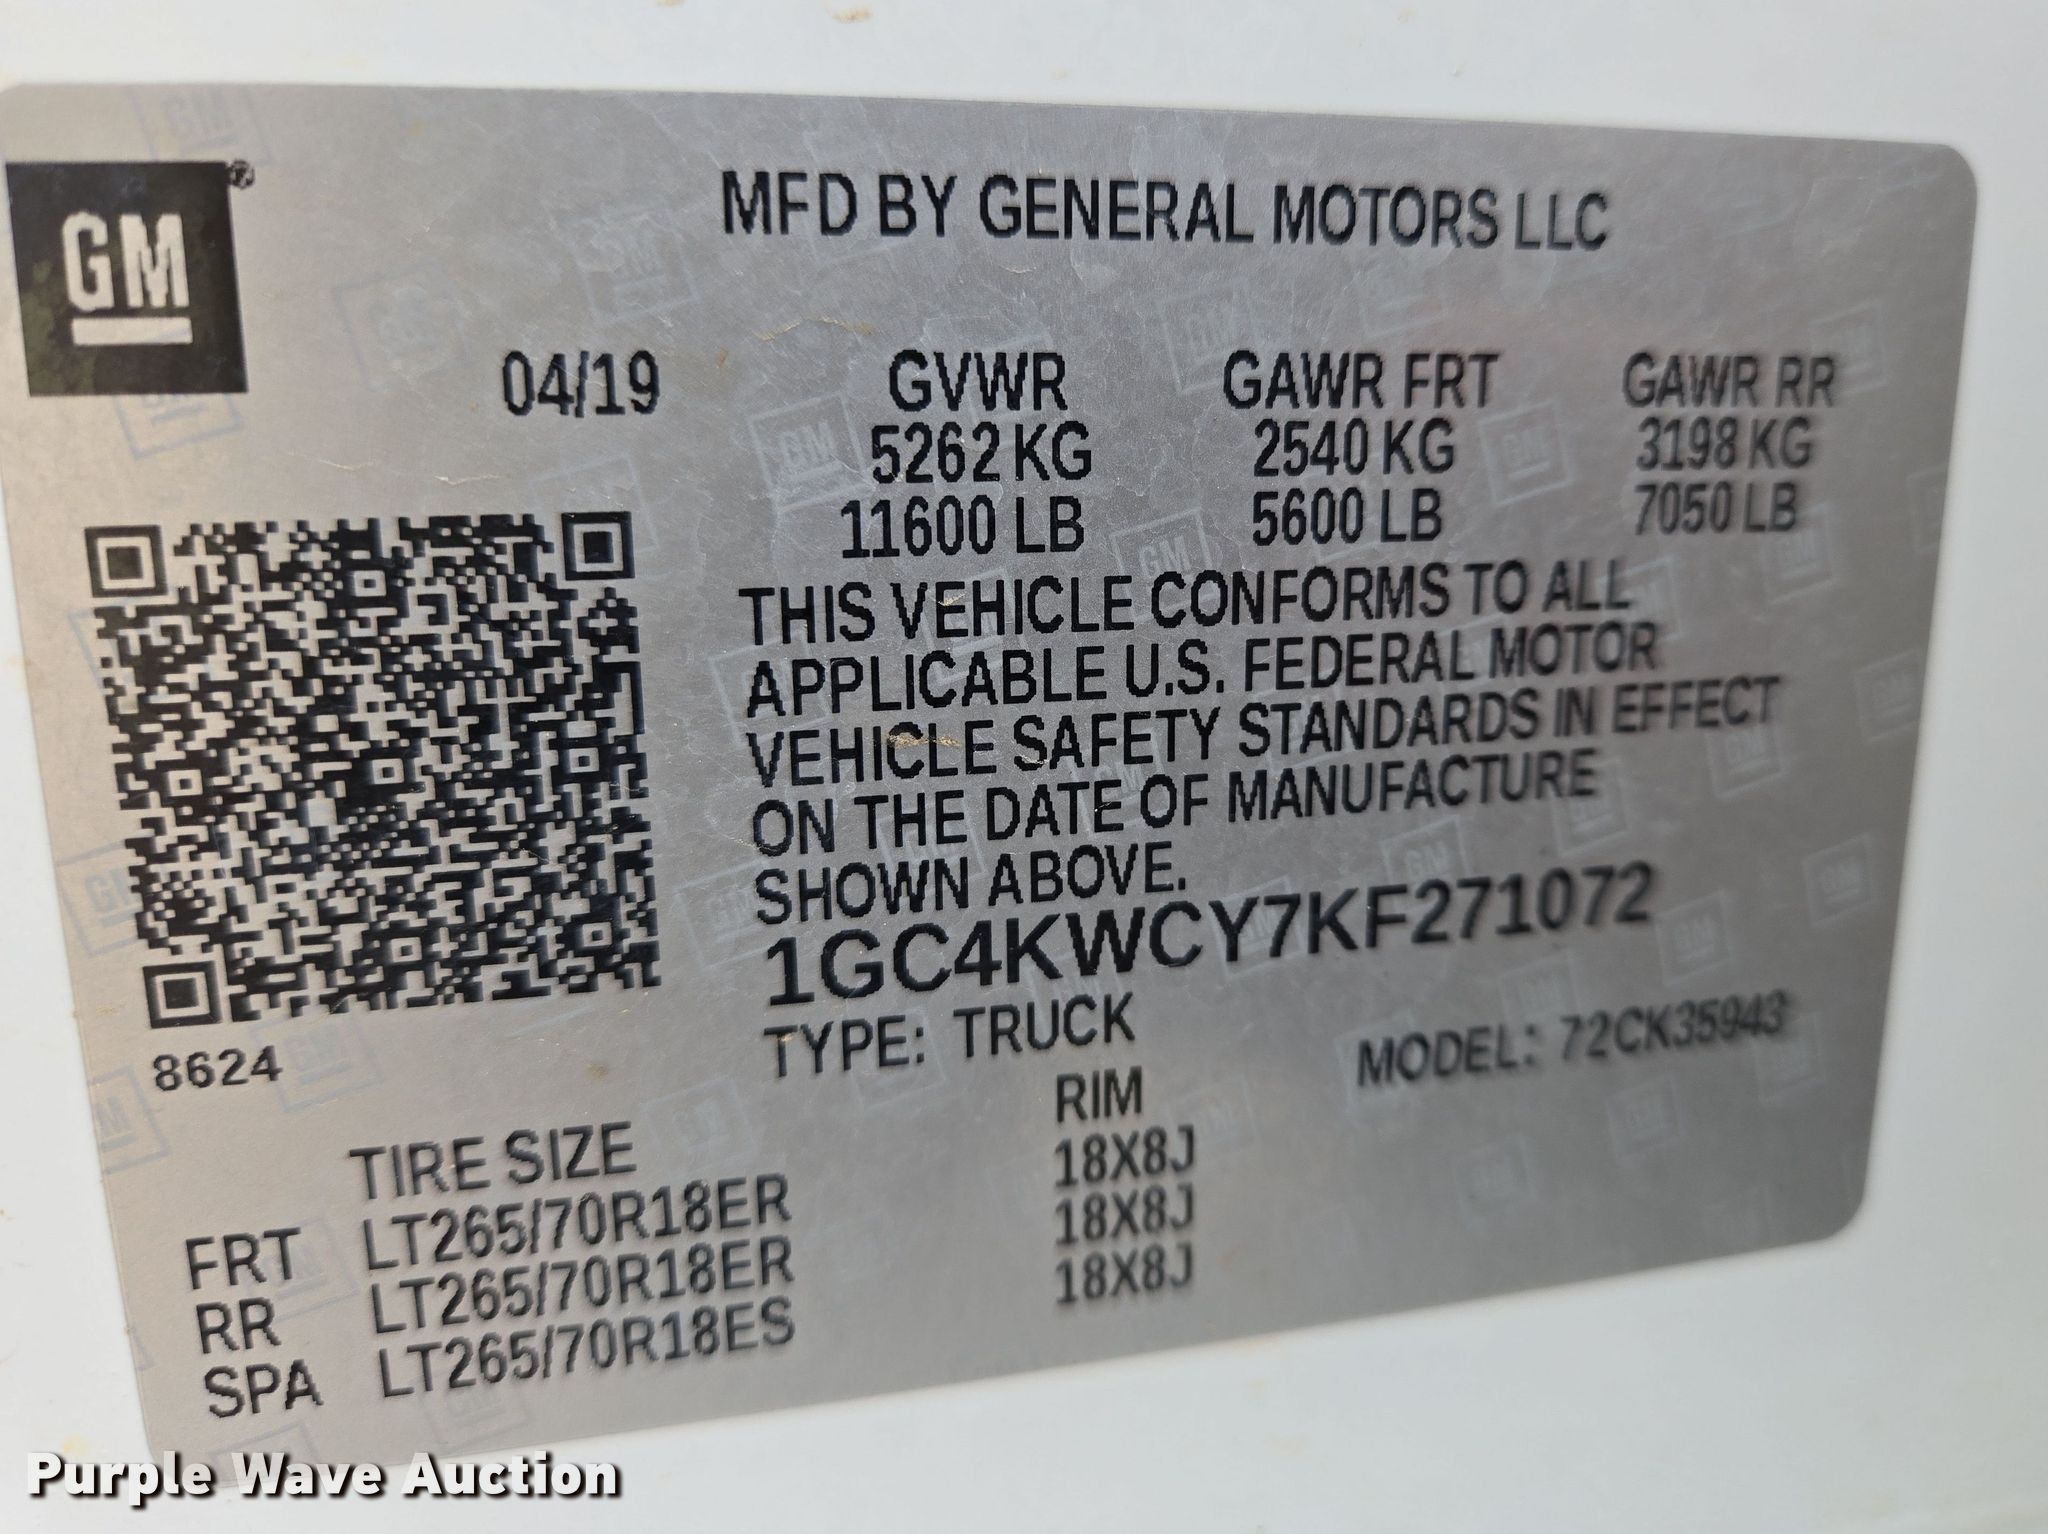 GM®
MFD BY GENERAL MOTORS LLC
04/19 GVWR GAWR FRT GAWR RR
5262 KG 2540 KG 3198 KG
11600 LB 5600 LB 7050 LB
THIS VEHICLE CONFORMS TO ALL
APPLICABLE U.S. FEDERAL MOTOR
VEHICLE SAFETY STANDARDS IN EFFECT
ON THE DATE OF MANUFACTURE
SHOWN ABOVE.
1GC4KWCY7KF271072
TYPE: TRUCK MODEL: 72CK35943
8624
TIRE SIZE RIM
FRT LT265/70R18ER 18X8J
RR LT265/70R18ER 18X8J
SPA LT265/70R18ES 18X8J
Purple Wave Auction